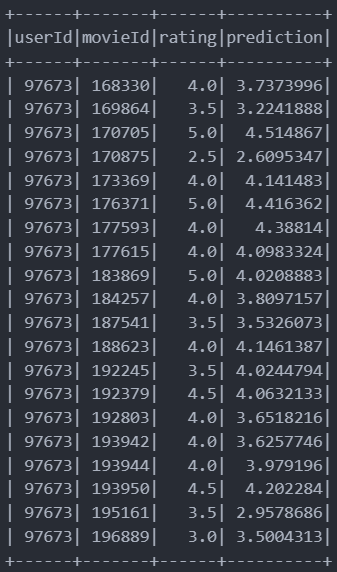 +------+-------+------+----------+
|userId|movieId|rating|prediction|
+------+-------+------+----------+
| 97673| 168330|   4.0| 3.7373996|
| 97673| 169864|   3.5| 3.2241888|
| 97673| 170705|   5.0|  4.514867|
| 97673| 170875|   2.5| 2.6095347|
| 97673| 173369|   4.0|  4.141483|
| 97673| 176371|   5.0|  4.416362|
| 97673| 177593|   4.0|   4.38814|
| 97673| 177615|   4.0| 4.0983324|
| 97673| 183869|   5.0| 4.0208883|
| 97673| 184257|   4.0| 3.8097157|
| 97673| 187541|   3.5| 3.5326073|
| 97673| 188623|   4.0| 4.1461387|
| 97673| 192245|   3.5| 4.0244794|
| 97673| 192379|   4.5| 4.0632133|
| 97673| 192803|   4.0| 3.6518216|
| 97673| 193942|   4.0| 3.6257746|
| 97673| 193944|   4.0|  3.979196|
| 97673| 193950|   4.5|  4.202284|
| 97673| 195161|   3.5| 2.9578686|
| 97673| 196889|   3.0| 3.5004313|
+------+-------+------+----------+